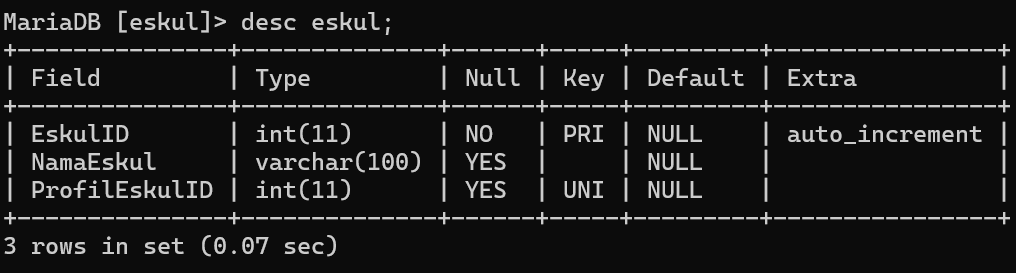 MariaDB [eskul]> desc eskul;
+---------------+--------------+------+-----+---------+----------------+
| Field         | Type         | Null | Key | Default | Extra          |
+---------------+--------------+------+-----+---------+----------------+
| EskulID       | int(11)      | NO   | PRI | NULL    | auto_increment |
| NamaEskul     | varchar(100) | YES  |     | NULL    |                |
| ProfilEskulID | int(11)      | YES  | UNI | NULL    |                |
+---------------+--------------+------+-----+---------+----------------+
3 rows in set (0.07 sec)